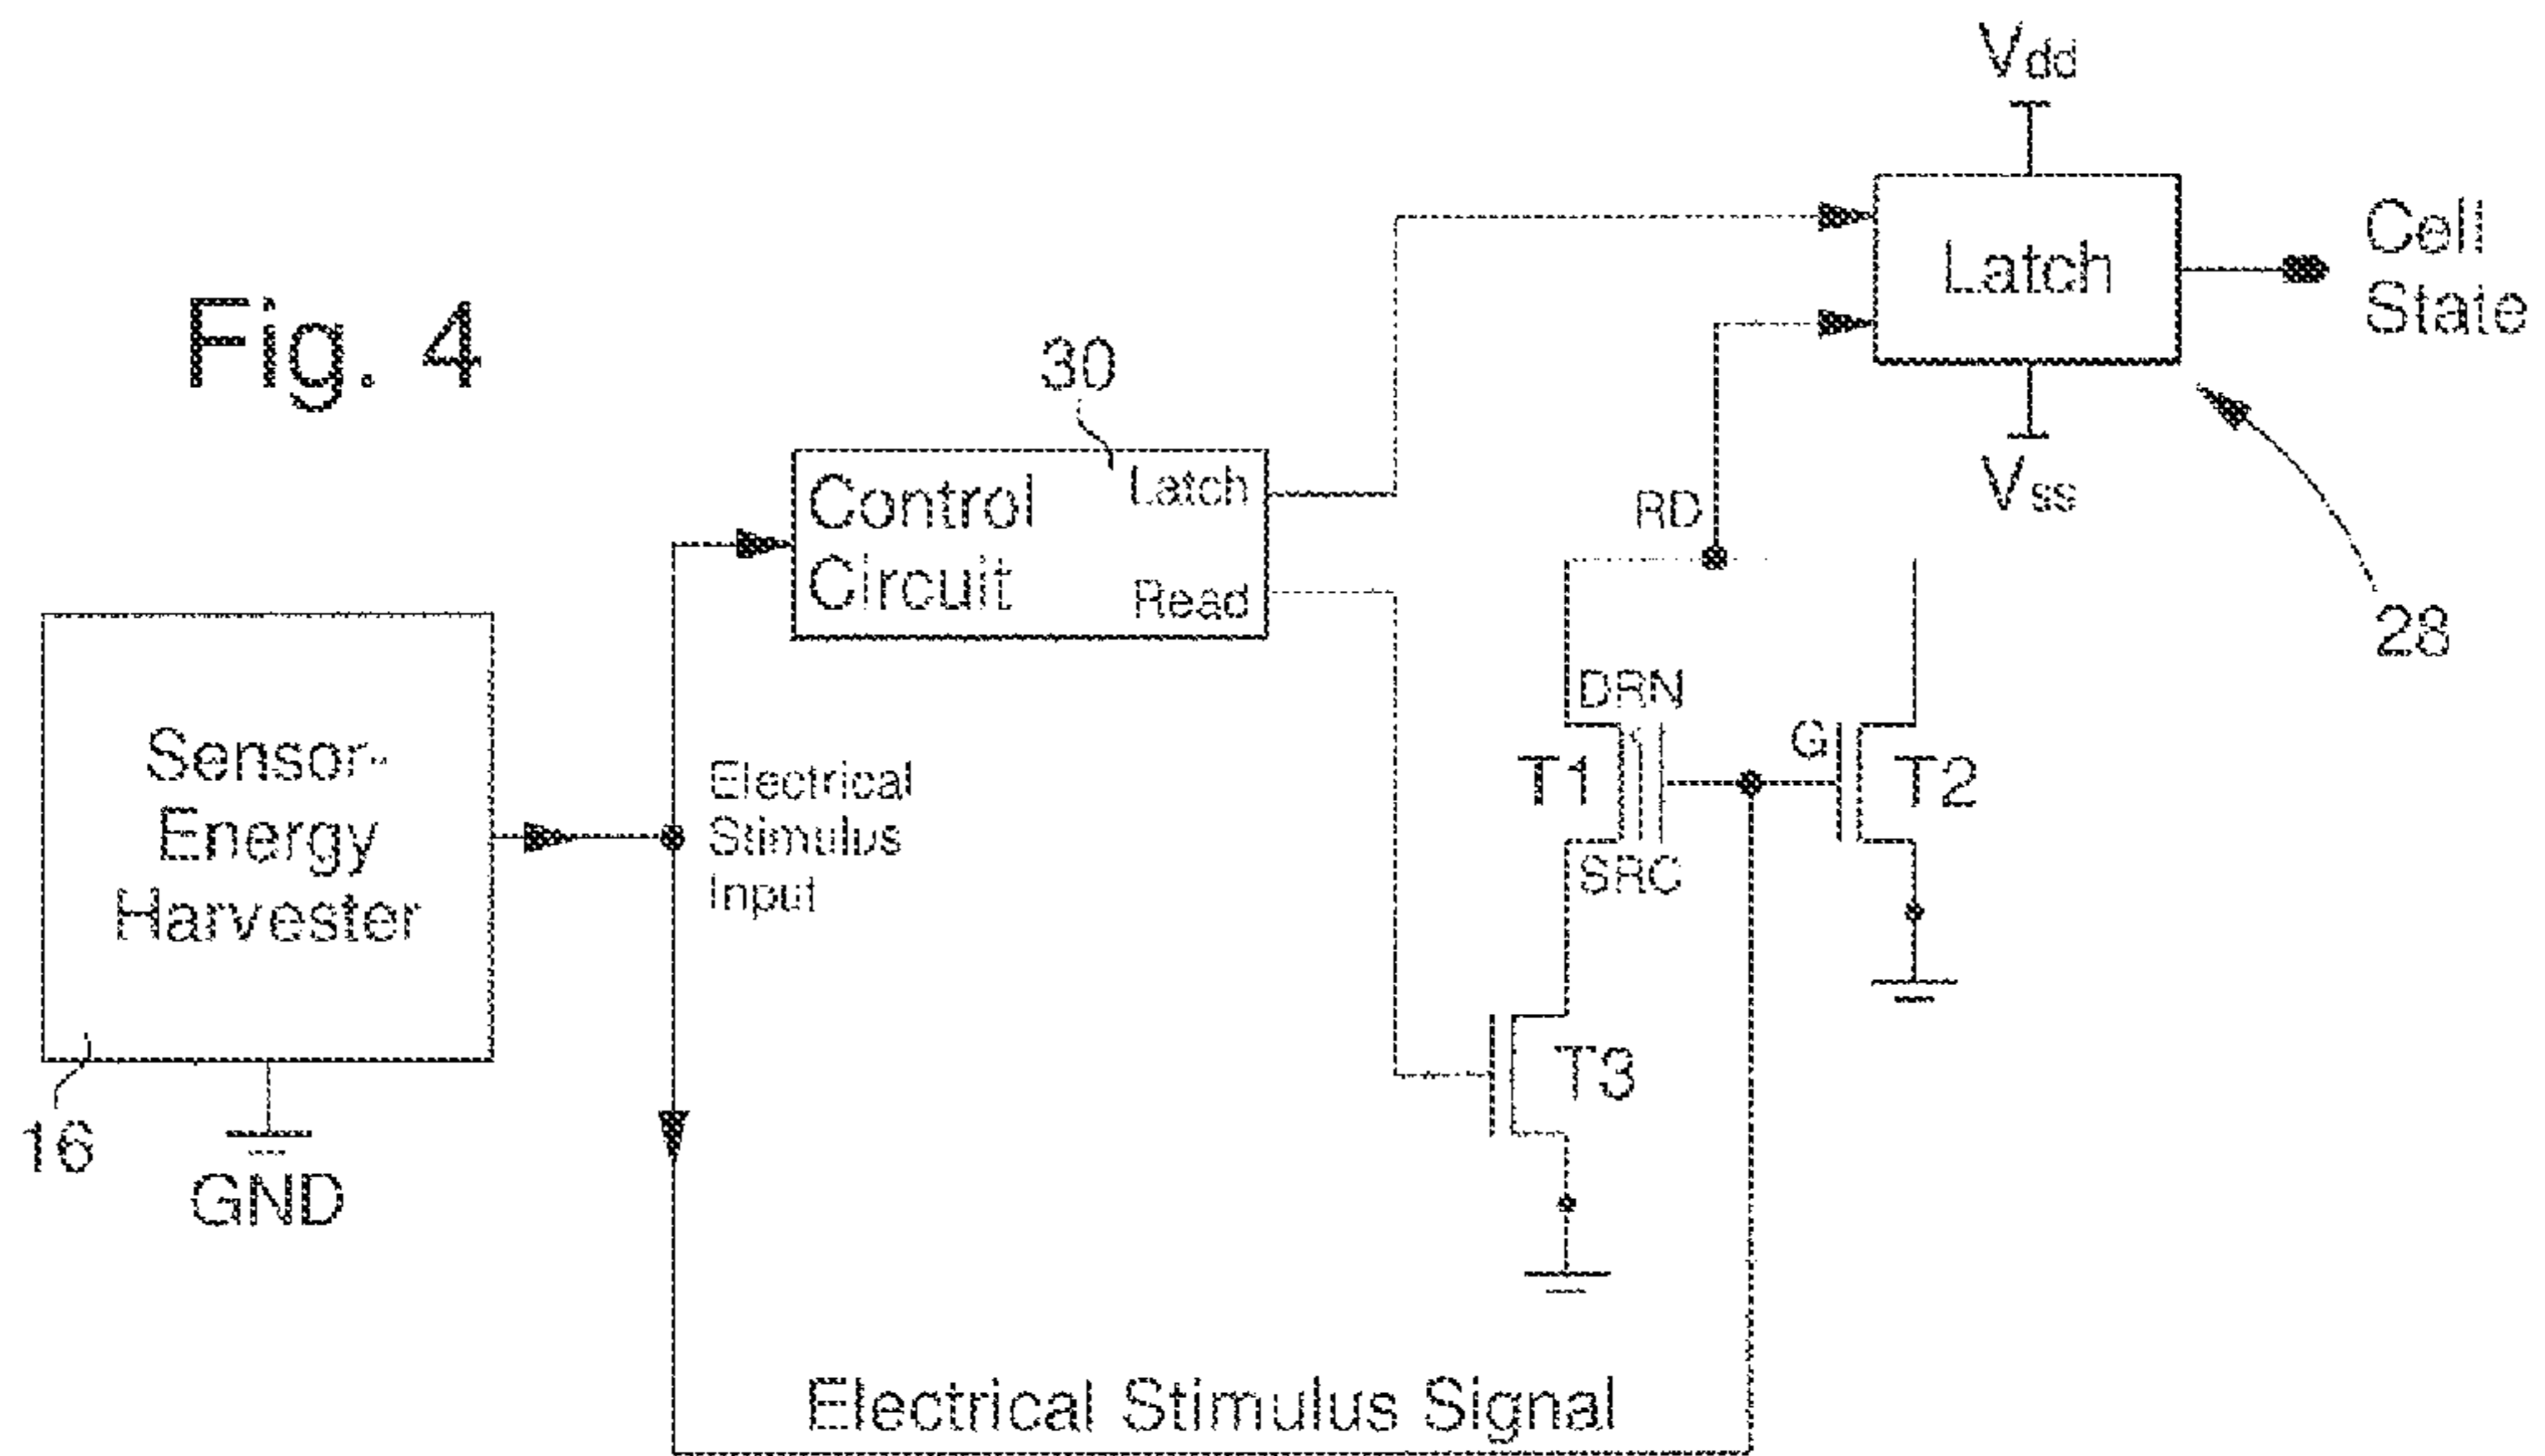 Fig. 4
Vdd
Latch
Cell
State
Vss
28
30
Control
Circuit
Latch
Read
RD
Sensor-
Energy
Harvester
16
GND
Electrical
Stimulus
Input
DRN
T1
SRC
G
T2
T3
Electrical Stimulus Signal